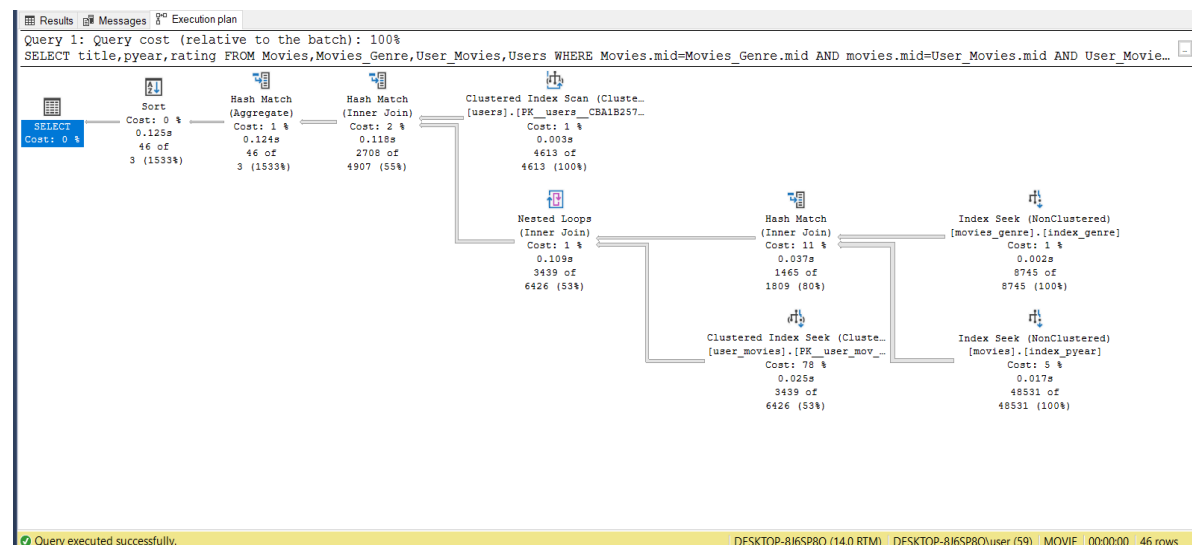 Results Messages Execution plan
Query 1: Query cost (relative to the batch): 100%
SELECT title,pyear,rating FROM Movies,Movies_Genre,User_Movies,Users WHERE Movies.mid=Movies_Genre.mid AND movies.mid=User_Movies.mid AND User_Movie…
SELECT
Cost: 0 %
Sort
Cost: 0 %
0.125s
46 of
3 (1533%)
Hash Match
(Aggregate)
Cost: 1 %
0.124s
46 of
3 (1533%)
Hash Match
(Inner Join)
Cost: 2 %
0.118s
2708 of
4907 (55%)
Clustered Index Scan (Cluste…
[users].[PK__users__CBA1B257…
Cost: 1 %
0.003s
4613 of
4613 (100%)
Nested Loops
(Inner Join)
Cost: 1 %
0.109s
3439 of
6426 (53%)
Hash Match
(Inner Join)
Cost: 11 %
0.037s
1465 of
1809 (80%)
Index Seek (NonClustered)
[movies_genre].[index_genre]
Cost: 1 %
0.002s
8745 of
8745 (100%)
Clustered Index Seek (Cluste…
[user_movies].[PK__user_mov_…
Cost: 78 %
0.025s
3439 of
6426 (53%)
Index Seek (NonClustered)
[movies].[index_pyear]
Cost: 5 %
0.017s
48531 of
48531 (100%)
Query executed successfully.
DESKTOP-8J6SP8O (14.0 RTM) DESKTOP-8J6SP8O\user (59) MOVIE 00:00:00 46 rows